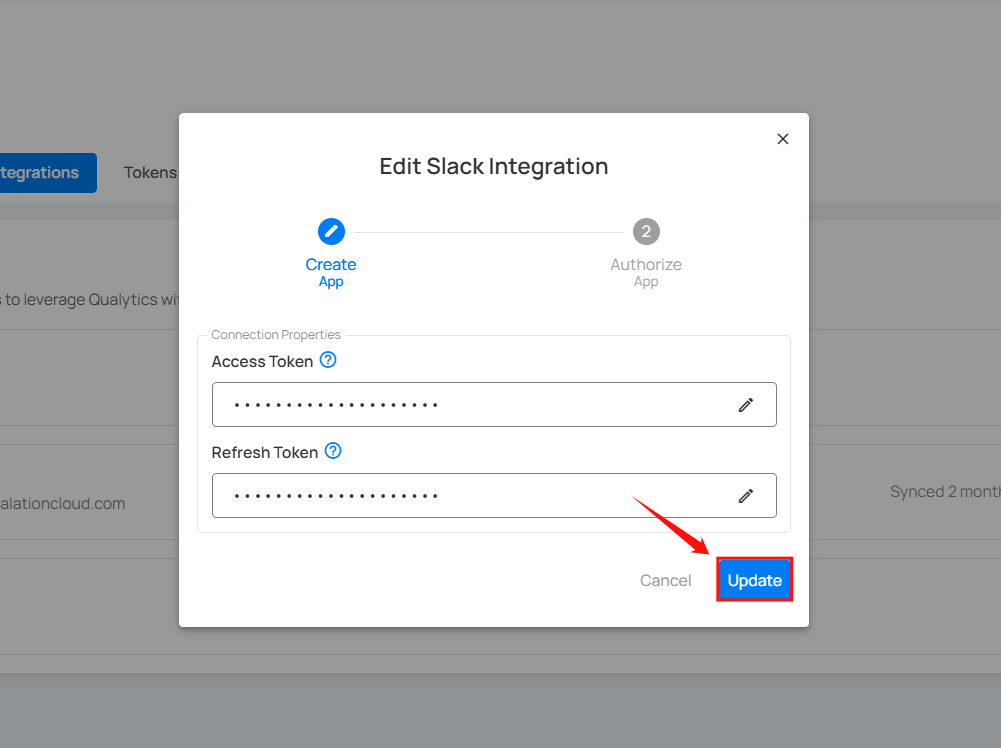 Edit Slack Integration
tegrations
Tokens
2
Create
App
Authorize
App
s to leverage Qualytics wit
Connection Properties
Access Token
••••••••••••••••••••
Refresh Token
••••••••••••••••••••
alationcloud.com
Synced 2 month
Cancel
Update